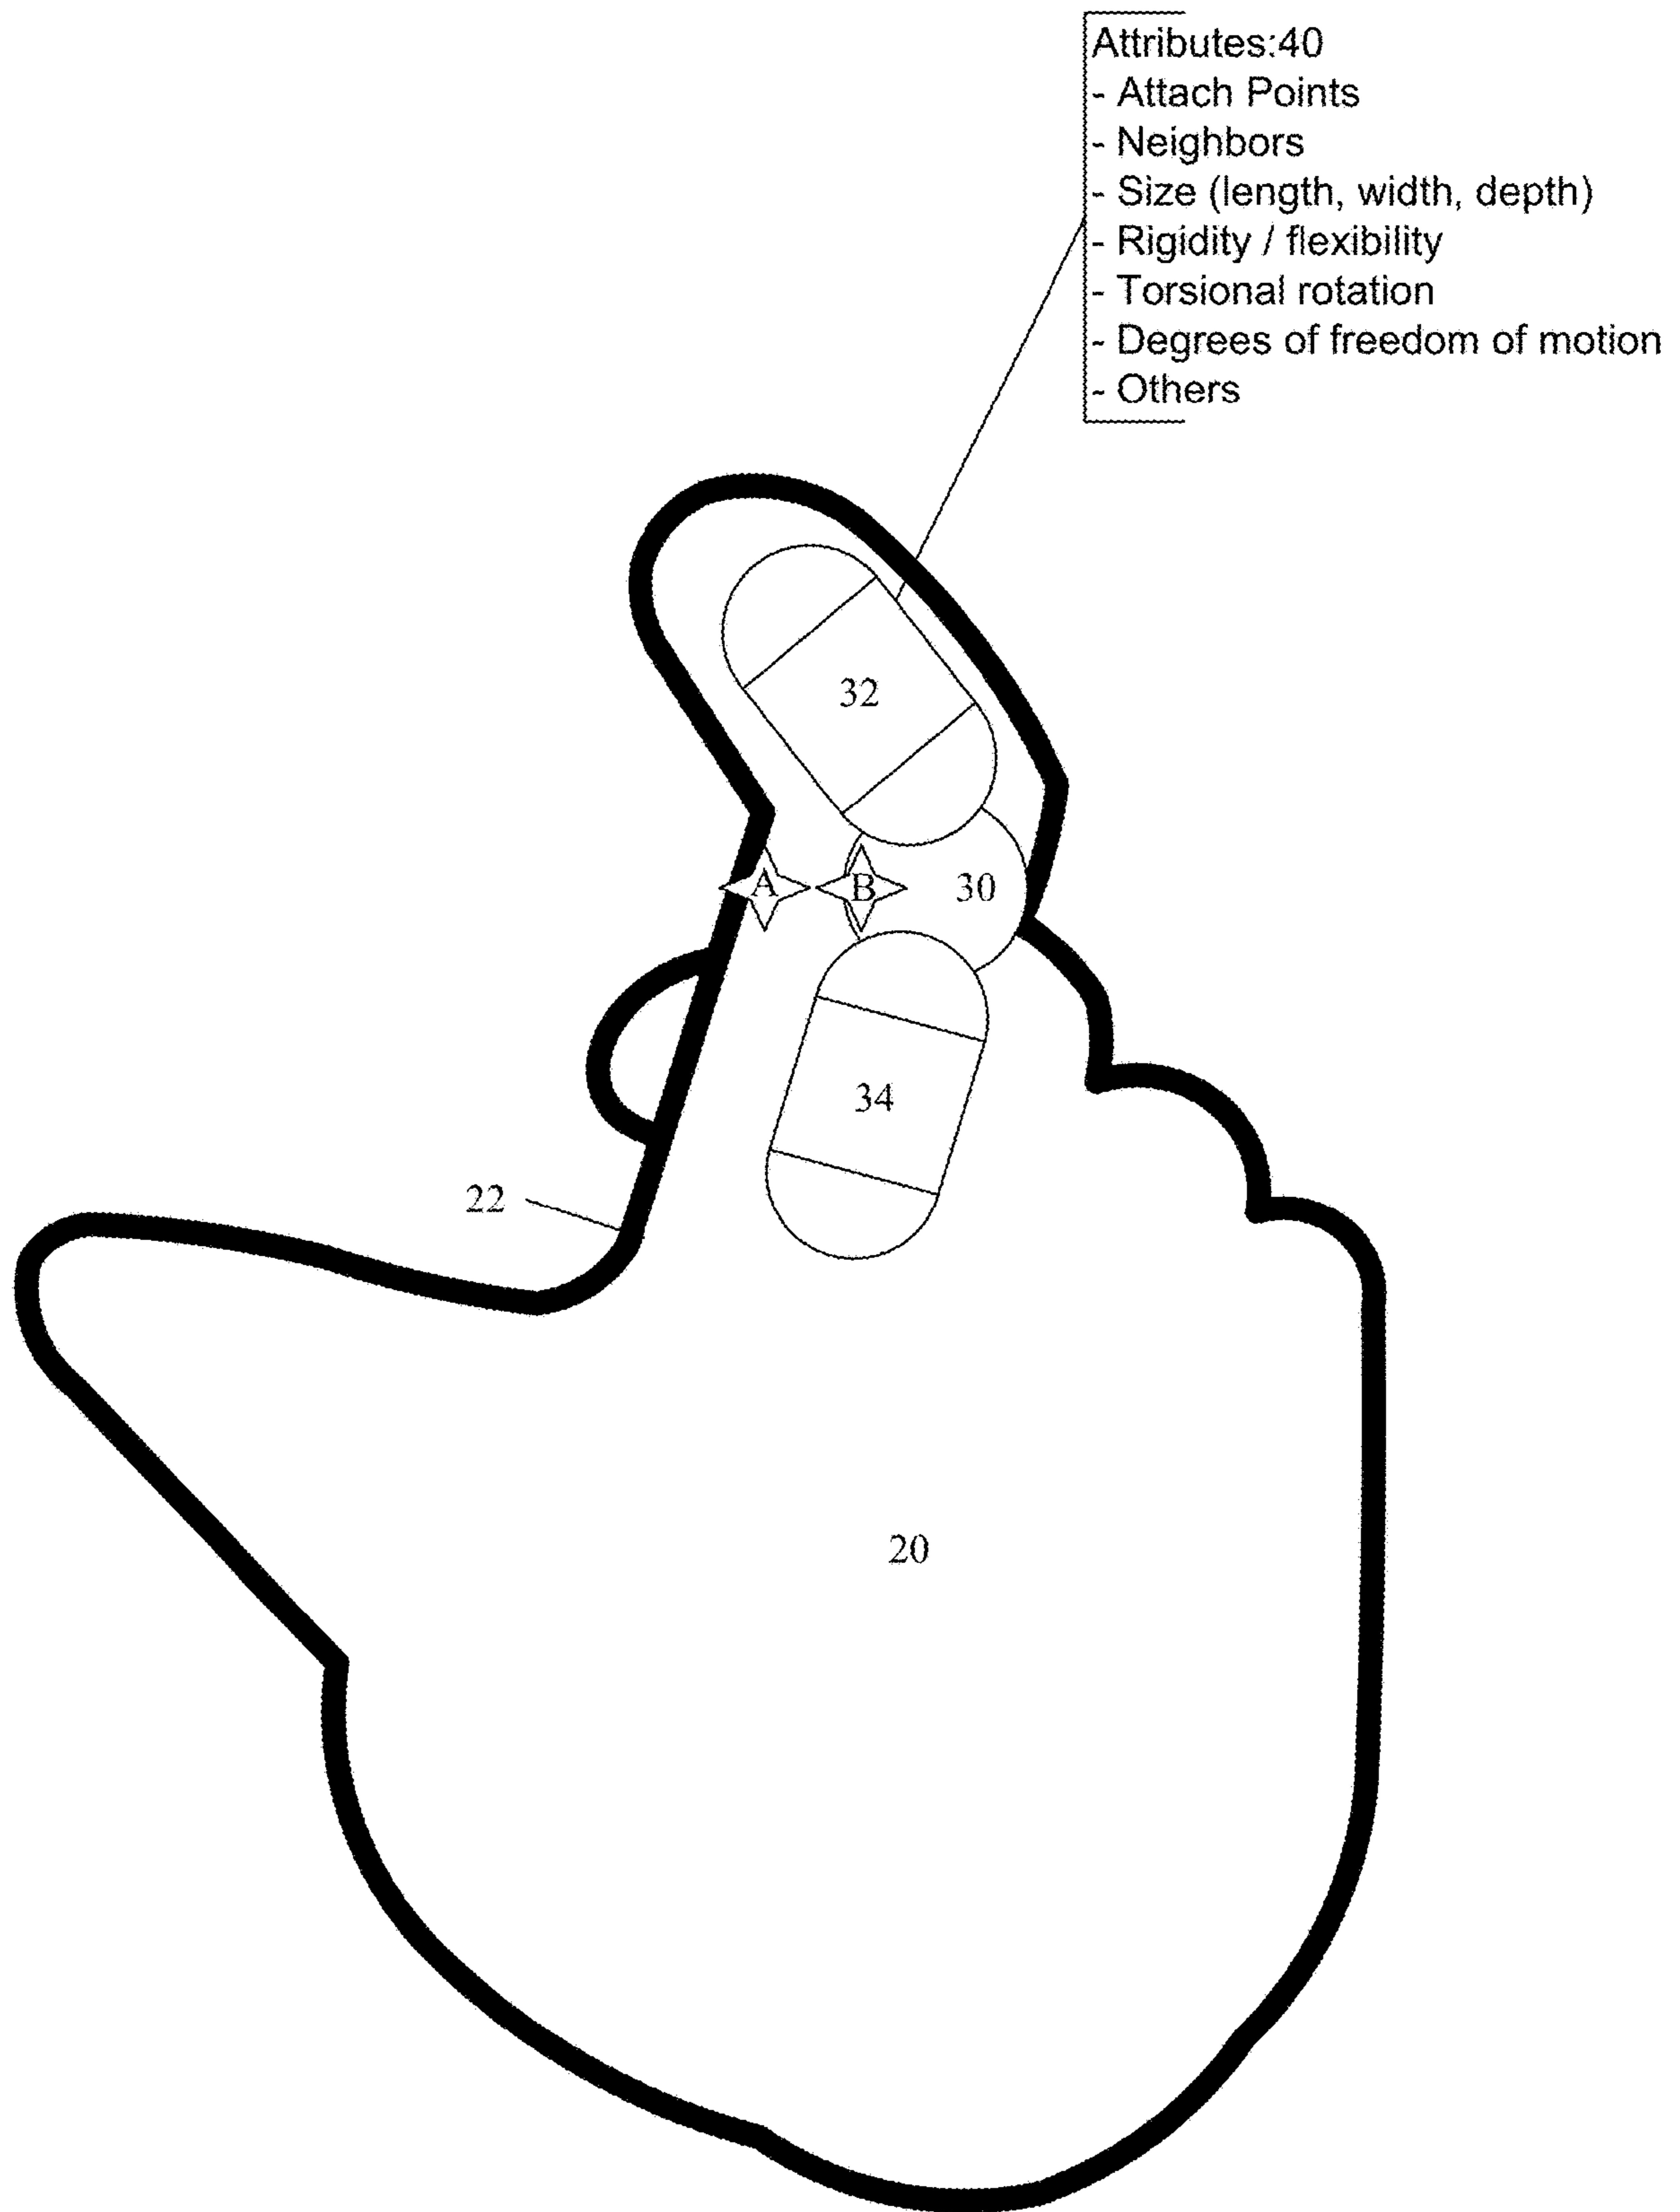 Attributes:40
- Attach Points
- Neighbors
- Size (length, width, depth)
- Rigidity / flexibility
- Torsional rotation
- Degrees of freedom of motion
- Others
32
A
B
30
34
22
20